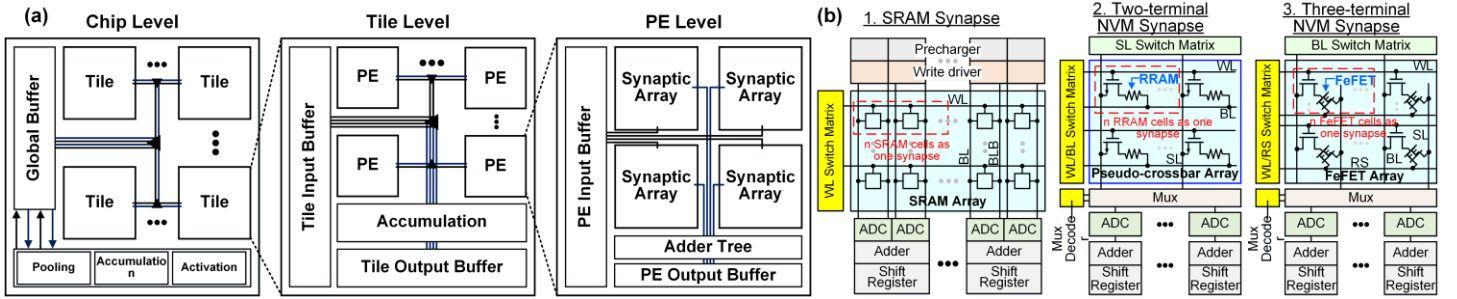 (a)
Chip Level
Global Buffer
Tile
Tile
Tile
Tile
Pooling
Accumulatio
n
Activation
Tile Level
Tile Input Buffer
PE
PE
PE
PE
Accumulation
Tile Output Buffer
PE Level
PE Input Buffer
Synaptic
Array
Synaptic
Array
Synaptic
Array
Synaptic
Array
Adder Tree
PE Output Buffer
(b)
1. SRAM Synapse
Precharger
Write driver
WL Switch Matrix
WL
n SRAM cells as
one synapse
BL
BLB
SRAM Array
ADC
ADC
ADC
ADC
Adder
Shift
Register
Adder
Shift
Register
2. Two-terminal
NVM Synapse
SL Switch Matrix
WL/BL Switch Matrix
WL
RRAM
BL
n RRAM cells as one
synapse
SL
Pseudo-crossbar Array
Mux
Mux
Decode
r
ADC
ADC
Adder
Shift
Register
Adder
Shift
Register
3. Three-terminal
NVM Synapse
BL Switch Matrix
WL/RS Switch Matrix
WL
FeFET
n FeFET cells as
one synapse
SL
RS
BL
FeFET Array
Mux
Mux
Decode
r
ADC
ADC
Adder
Shift
Register
Adder
Shift
Register